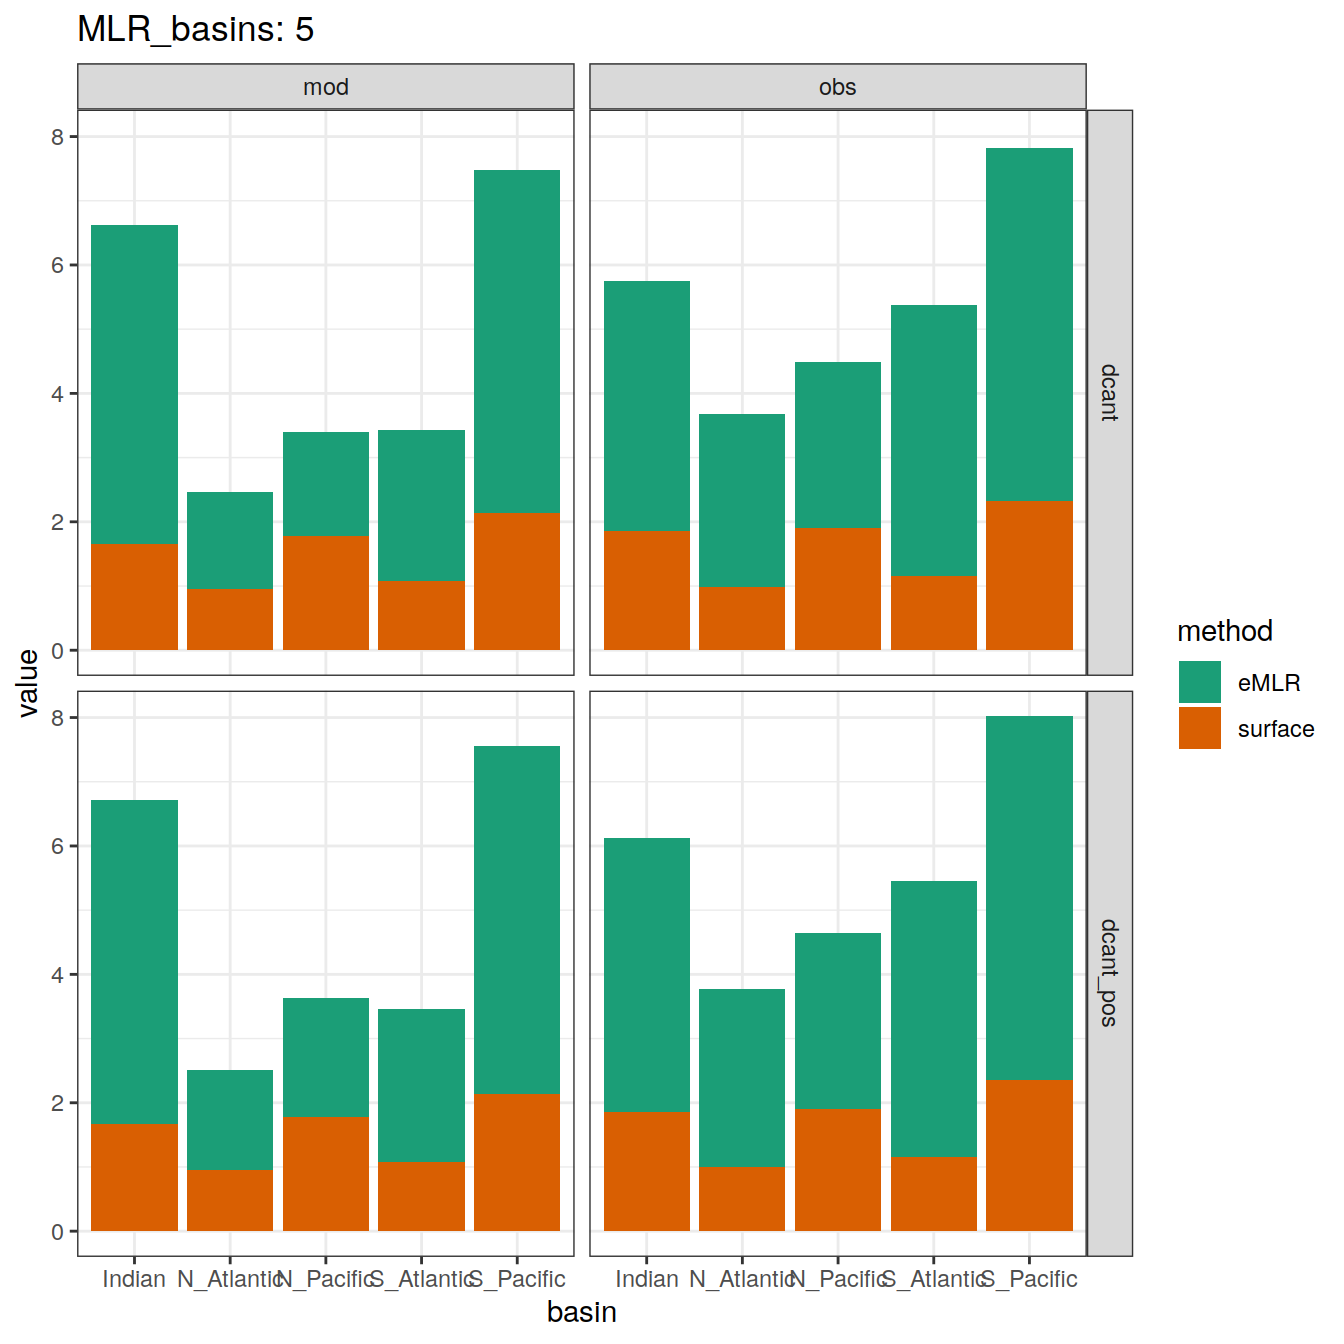 MLR_basins: 5
mod
obs
8
6
4
2
0
dcant
8
6
4
2
0
dcant_pos
value
Indian N_Atlantic N_Pacific S_Atlantic S_Pacific
Indian N_Atlantic N_Pacific S_Atlantic S_Pacific
basin
method
eMLR
surface